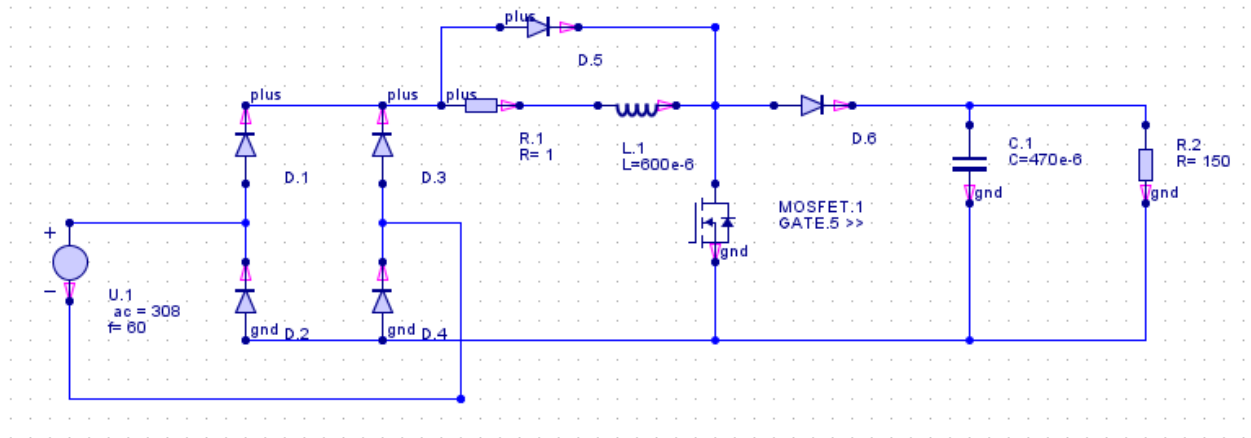 plus
D.5
plus
plus
plus
R.1
R= 1
L.1
L=600e-6
D.6
C.1
C=470e-6
R.2
R= 150
D.1
D.3
gnd
gnd
MOSFET.1
GATE.5 >>
gnd
+
−
U.1
ac = 308
f= 60
gnd
D.2
gnd
D.4